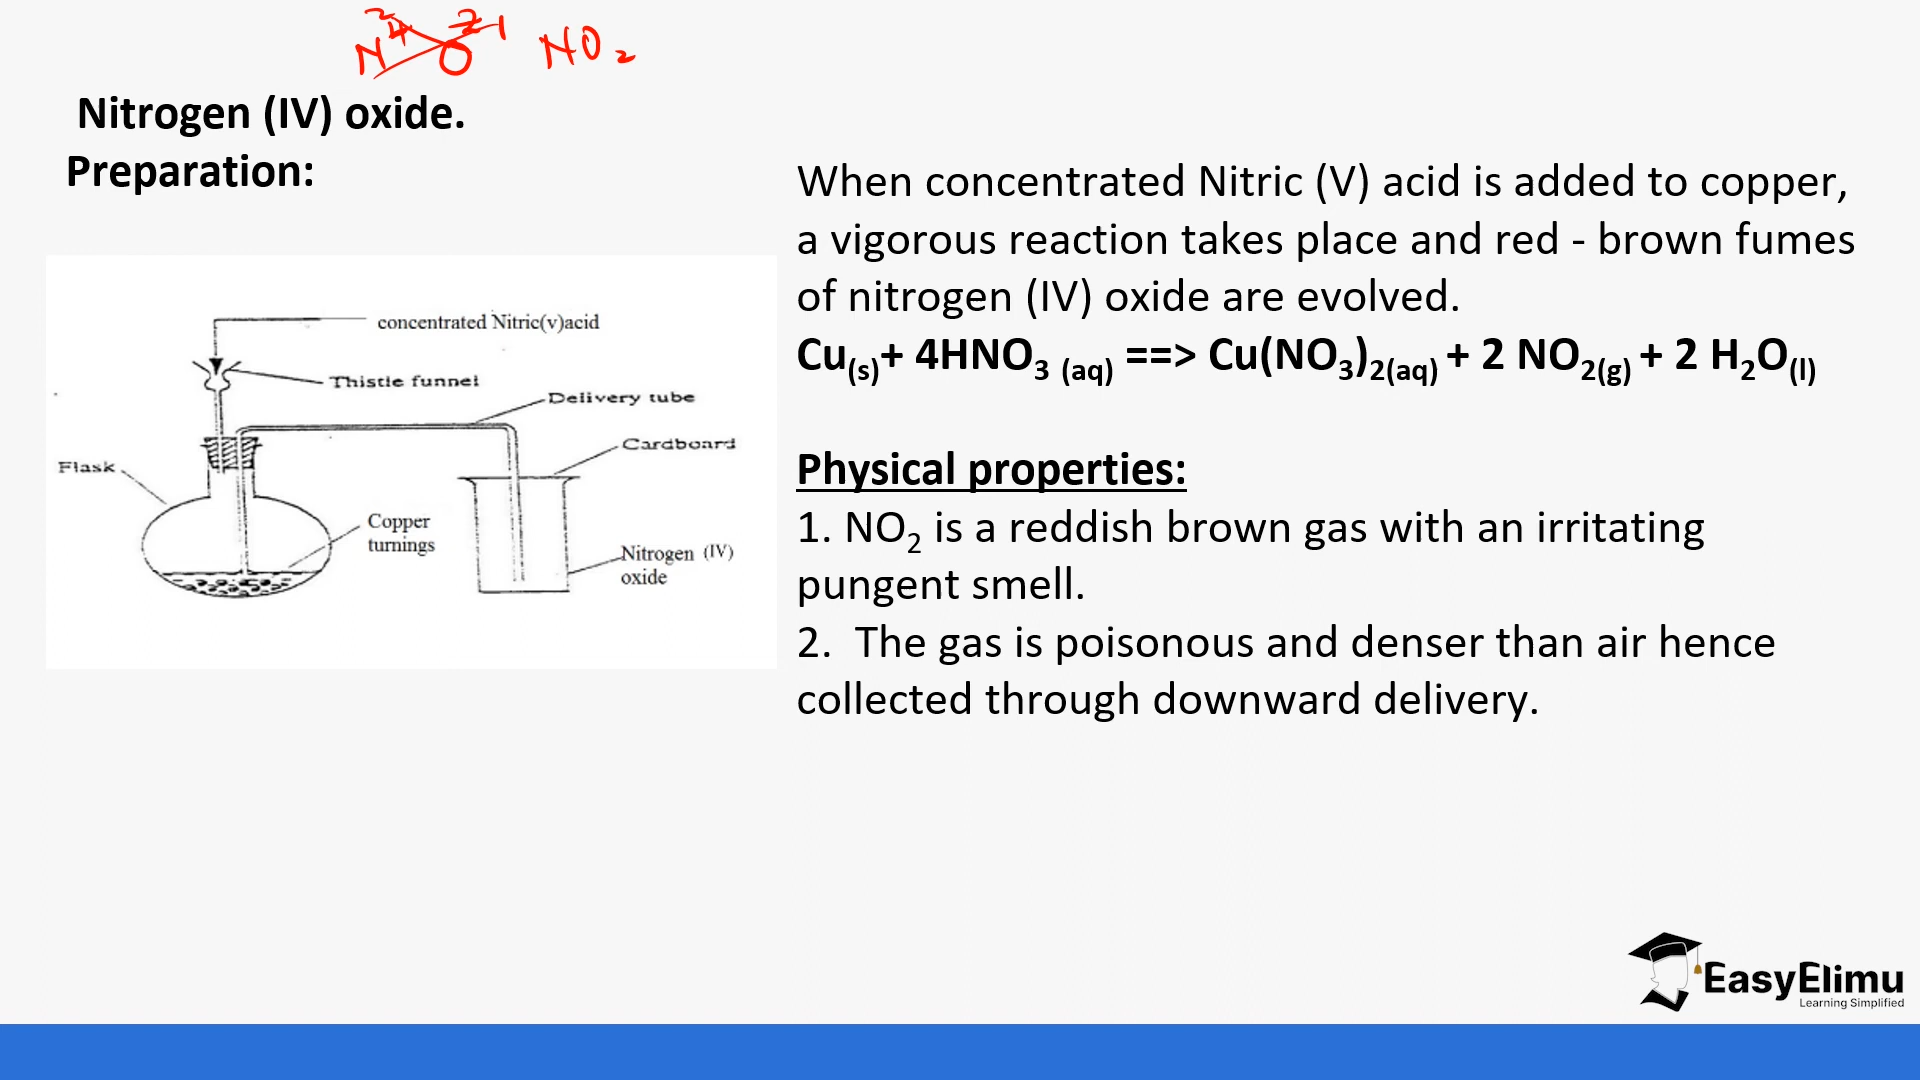 N⁴₂ O²₁ NO₂
Nitrogen (IV) oxide.
Preparation:
concentrated Nitric(v)acid
Thistle funnel
Delivery tube
Cardboard
Flask
Copper
turnings
Nitrogen (IV)
oxide
When concentrated Nitric (V) acid is added to copper,
a vigorous reaction takes place and red - brown fumes
of nitrogen (IV) oxide are evolved.
Cu(s)+ 4HNO₃ (aq) ==> Cu(NO₃)₂(aq) + 2 NO₂(g) + 2 H₂O(l)
Physical properties:
1. NO₂ is a reddish brown gas with an irritating
pungent smell.
2. The gas is poisonous and denser than air hence
collected through downward delivery.
EasyElimu
Learning Simplified